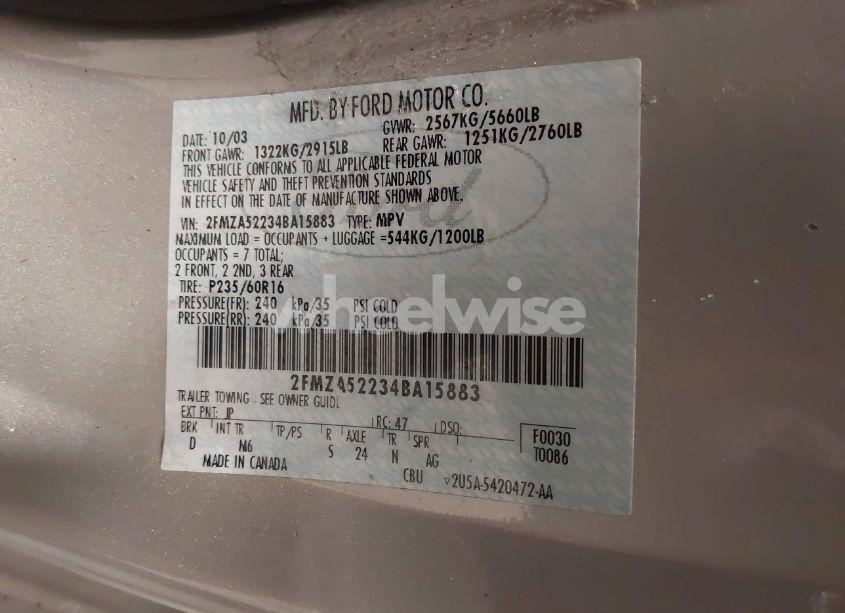 MFD. BY FORD MOTOR CO.
DATE: 10/03 GVWR: 2567KG/5660LB
FRONT GAWR: 1322KG/2915LB REAR GAWR: 1251KG/2760LB
THIS VEHICLE CONFORMS TO ALL APPLICABLE FEDERAL MOTOR
VEHICLE SAFETY AND THEFT PREVENTION STANDARDS
IN EFFECT ON THE DATE OF MANUFACTURE SHOWN ABOVE.
VIN: 2FMZA52234BA15883 TYPE: MPV
MAXIMUM LOAD = OCCUPANTS + LUGGAGE =544KG/1200LB
OCCUPANTS = 7 TOTAL;
2 FRONT, 2 2ND, 3 REAR
TIRE: P235/60R16
PRESSURE(FR): 240 kPa/35 PSI COLD
PRESSURE(RR): 240 kPa/35 PSI COLD
wheelwise
2FMZA52234BA15883
TRAILER TOWING - SEE OWNER GUIDE
EXT PNT: JP RC: 47 DSO:
BRK INT TR TP/PS R AXLE TR SPR F0030
D M6 S 24 N AG T0086
MADE IN CANADA CBU ▽2U5A-5420472-AA